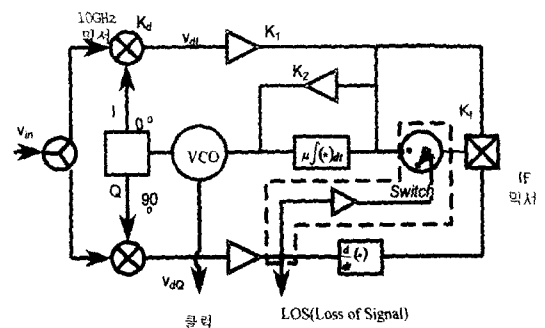 10GHz
믹서
K_d
v_dI
K_1
K_2
I
0°
v_in
VCO
μ∫(•)dt
K_f
Switch
IF
믹서
Q
90°
v_dQ
d/dt(•)
클럭
LOS(Loss of Signal)